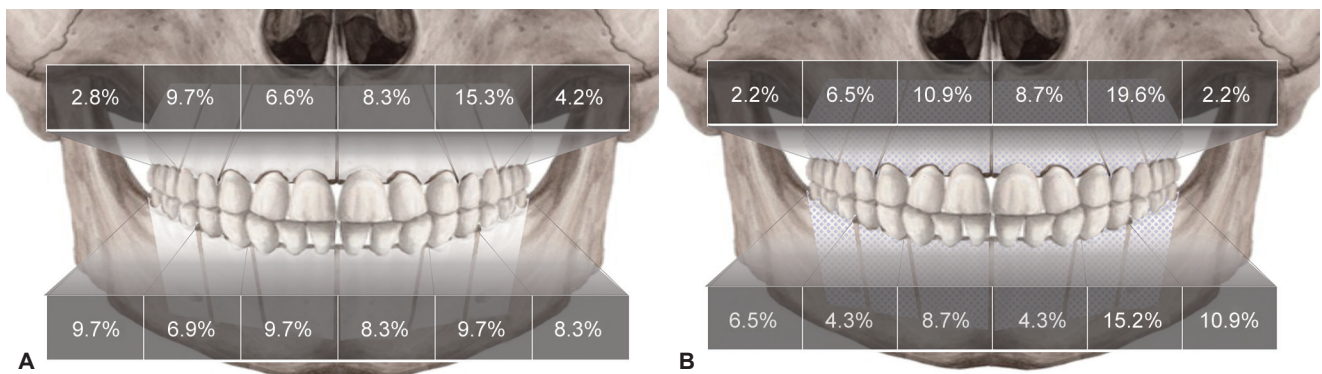 2.8% 9.7% 6.6% 8.3% 15.3% 4.2%
9.7% 6.9% 9.7% 8.3% 9.7% 8.3%
A
2.2% 6.5% 10.9% 8.7% 19.6% 2.2%
6.5% 4.3% 8.7% 4.3% 15.2% 10.9%
B